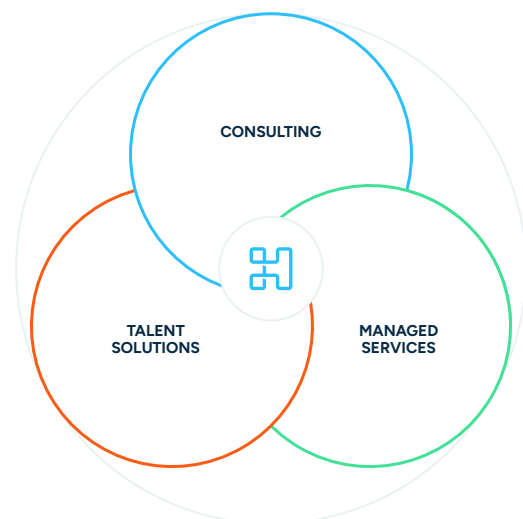 CONSULTING
TALENT
SOLUTIONS
MANAGED
SERVICES